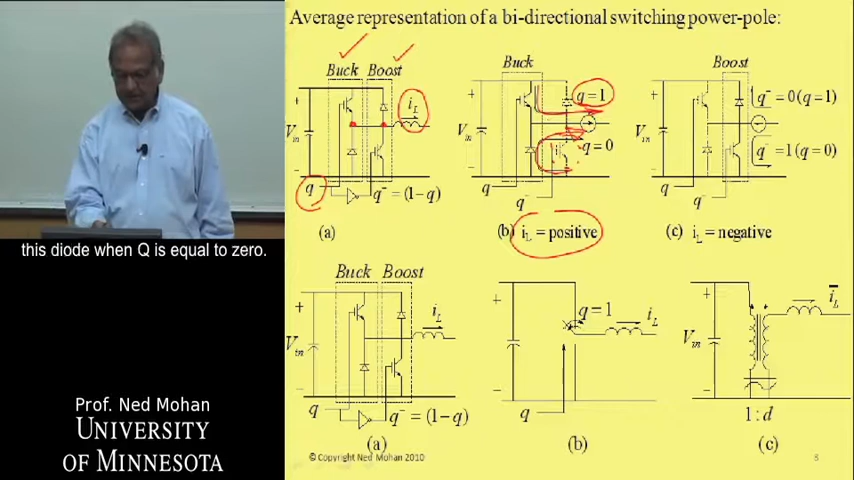 Average representation of a bi-directional switching power-pole:
Buck Boost
i_L
V_in
+
−
q
q⁻ = (1−q)
(a)
Buck
q = 1
V_in
+
−
q = 0
q
q⁻
(b) i_L = positive
Boost
q⁻ = 0 (q = 1)
V_in
+
−
q⁻ = 1 (q = 0)
q
q⁻
(c) i_L = negative
this diode when Q is equal to zero.
Buck Boost
i_L
V_in
+
−
q
q⁻ = (1−q)
(a)
+
q = 1
i_L
−
q
(b)
+
i̅_L
V_in
−
1 : d
(c)
Prof. Ned Mohan
UNIVERSITY
OF MINNESOTA
© Copyright Ned Mohan 2010